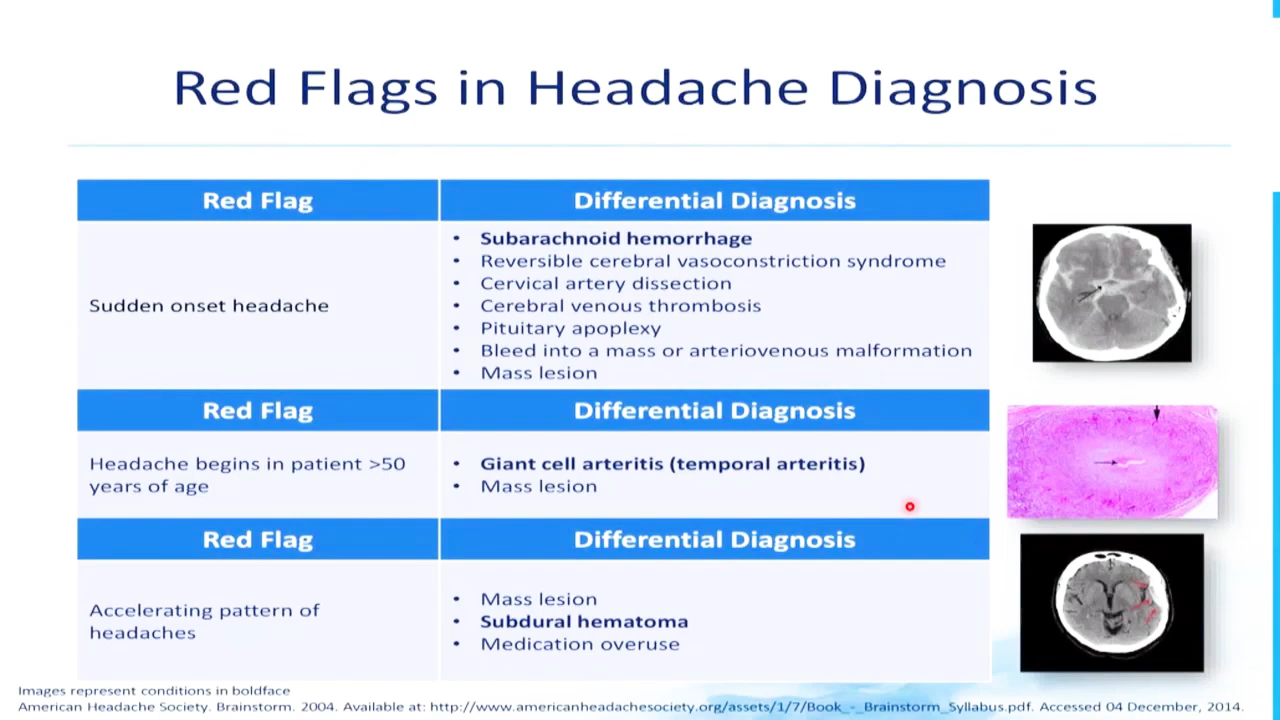 Red Flags in Headache Diagnosis
Red Flag
Differential Diagnosis
Sudden onset headache
• Subarachnoid hemorrhage
• Reversible cerebral vasoconstriction syndrome
• Cervical artery dissection
• Cerebral venous thrombosis
• Pituitary apoplexy
• Bleed into a mass or arteriovenous malformation
• Mass lesion
Red Flag
Differential Diagnosis
Headache begins in patient >50
years of age
• Giant cell arteritis (temporal arteritis)
• Mass lesion
Red Flag
Differential Diagnosis
Accelerating pattern of
headaches
• Mass lesion
• Subdural hematoma
• Medication overuse
Images represent conditions in boldface
American Headache Society. Brainstorm. 2004. Available at: http://www.americanheadachesociety.org/assets/1/7/Book_-_Brainstorm_Syllabus.pdf. Accessed 04 December, 2014.